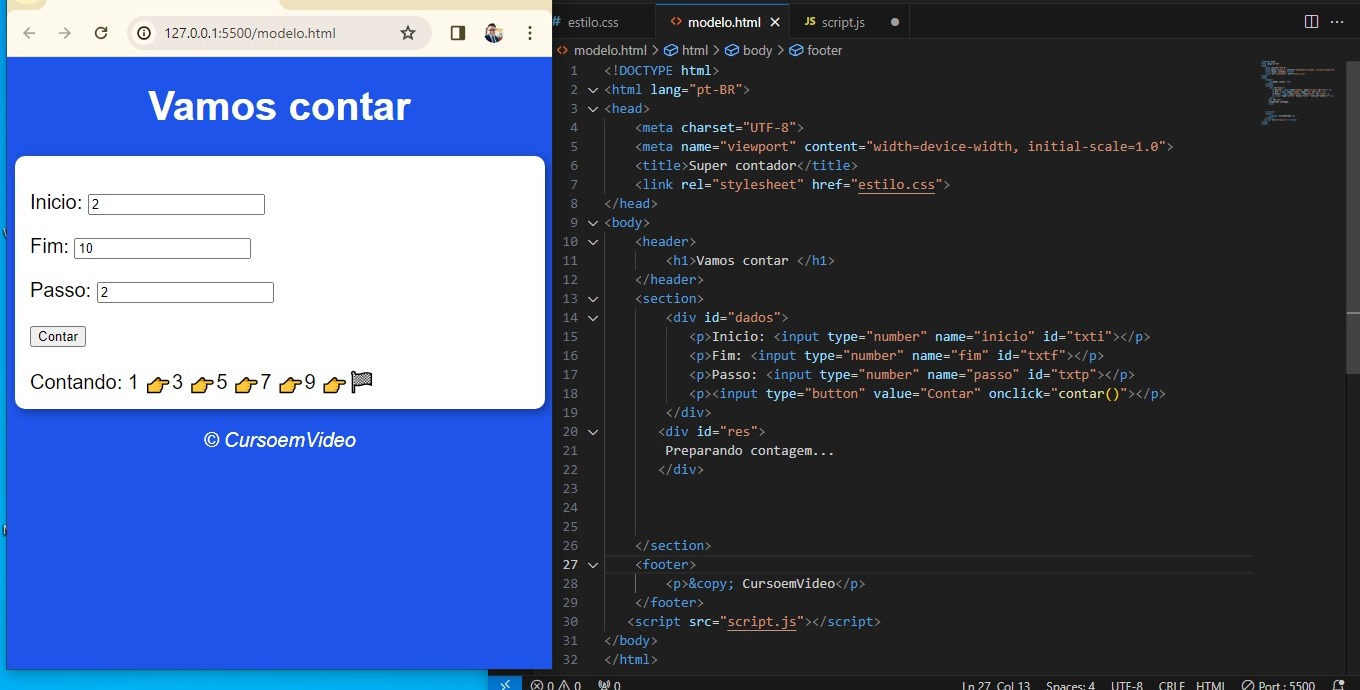 127.0.0.1:5500/modelo.html
Vamos contar
Inicio: 2
Fim: 10
Passo: 2
Contar
Contando: 1 👉3 👉5 👉7 👉9 👉🏁
© CursoemVideo
# estilo.css
<> modelo.html ×
JS script.js ●
<> modelo.html > html > body > footer
1 <!DOCTYPE html>
2 <html lang="pt-BR">
3 <head>
4 <meta charset="UTF-8">
5 <meta name="viewport" content="width=device-width, initial-scale=1.0">
6 <title>Super contador</title>
7 <link rel="stylesheet" href="estilo.css">
8 </head>
9 <body>
10 <header>
11 <h1>Vamos contar </h1>
12 </header>
13 <section>
14 <div id="dados">
15 <p>Inicio: <input type="number" name="inicio" id="txti"></p>
16 <p>Fim: <input type="number" name="fim" id="txtf"></p>
17 <p>Passo: <input type="number" name="passo" id="txtp"></p>
18 <p><input type="button" value="Contar" onclick="contar()"></p>
19 </div>
20 <div id="res">
21 Preparando contagem...
22 </div>
23
24
25
26 </section>
27 <footer>
28 <p>&copy; CursoemVideo</p>
29 </footer>
30 <script src="script.js"></script>
31 </body>
32 </html>
0 0 0 Ln 27, Col 13 Spaces: 4 UTF-8 CRLF HTML Port : 5500